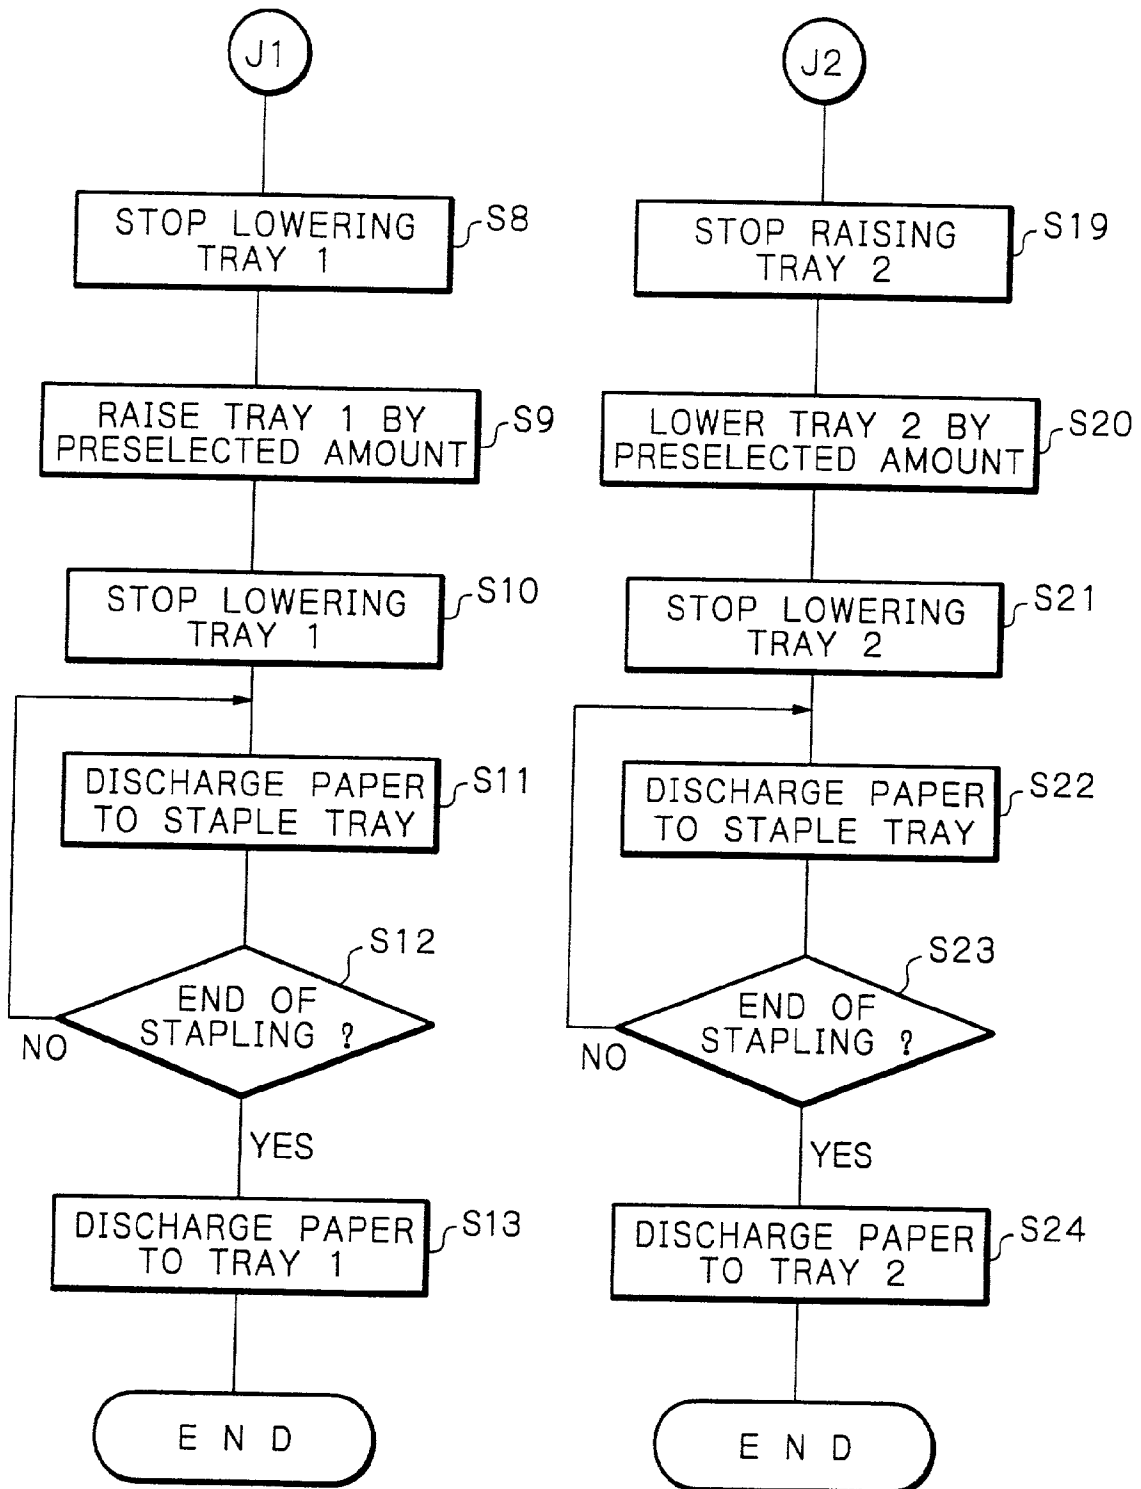 J1
STOP LOWERING
TRAY 1
S8
RAISE TRAY 1 BY
PRESELECTED AMOUNT
S9
STOP LOWERING
TRAY 1
S10
DISCHARGE PAPER
TO STAPLE TRAY
S11
END OF
STAPLING ?
S12
NO
YES
DISCHARGE PAPER
TO TRAY 1
S13
END
J2
STOP RAISING
TRAY 2
S19
LOWER TRAY 2 BY
PRESELECTED AMOUNT
S20
STOP LOWERING
TRAY 2
S21
DISCHARGE PAPER
TO STAPLE TRAY
S22
END OF
STAPLING ?
S23
NO
YES
DISCHARGE PAPER
TO TRAY 2
S24
END